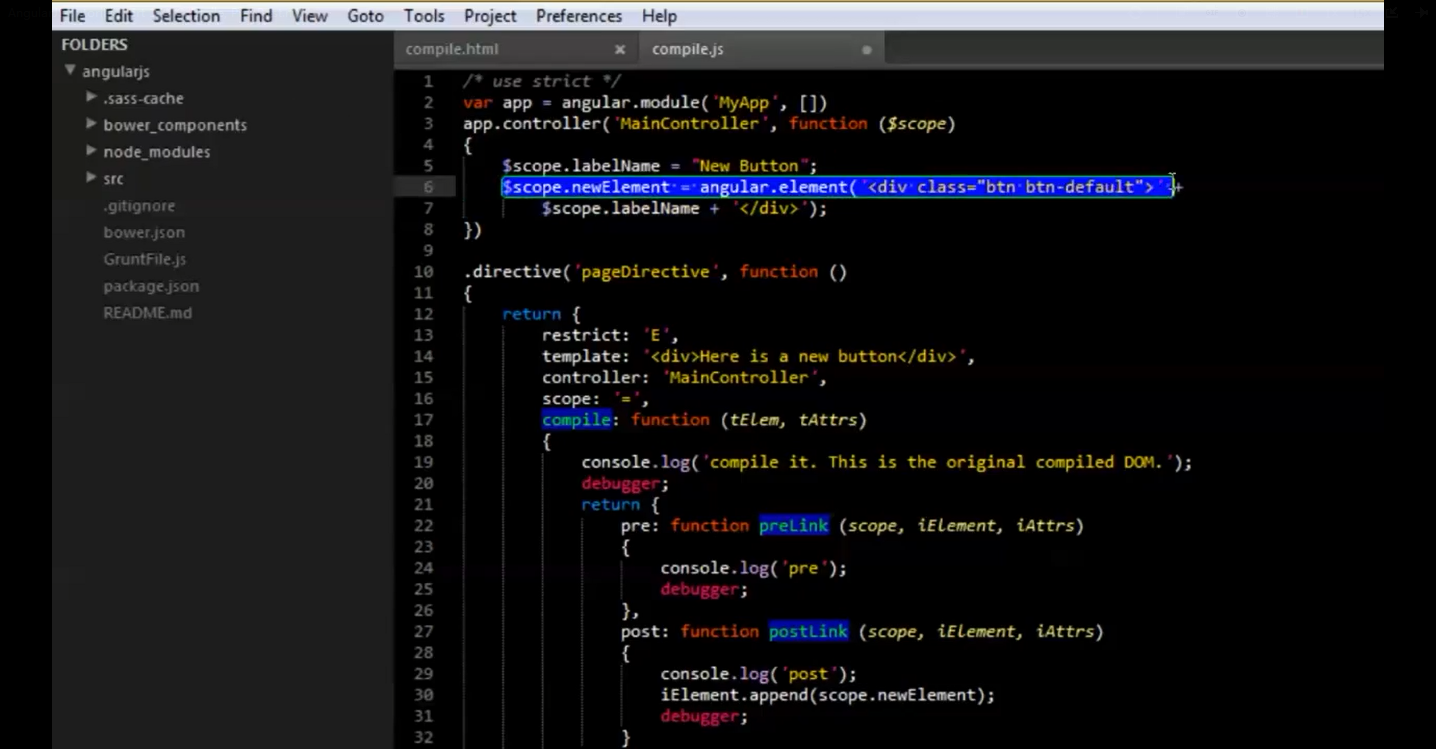 File Edit Selection Find View Goto Tools Project Preferences Help
FOLDERS
angularjs
.sass-cache
bower_components
node_modules
src
.gitignore
bower.json
GruntFile.js
package.json
README.md
compile.html × compile.js
1 /* use strict */
2 var app = angular.module('MyApp', [])
3 app.controller('MainController', function ($scope)
4 {
5 $scope.labelName = "New Button";
6 $scope.newElement = angular.element('<div class="btn btn-default">' +
7 $scope.labelName + '</div>');
8 })
9
10 .directive('pageDirective', function ()
11 {
12 return {
13 restrict: 'E',
14 template: '<div>Here is a new button</div>',
15 controller: 'MainController',
16 scope: '=',
17 compile: function (tElem, tAttrs)
18 {
19 console.log('compile it. This is the original compiled DOM.');
20 debugger;
21 return {
22 pre: function preLink (scope, iElement, iAttrs)
23 {
24 console.log('pre');
25 debugger;
26 },
27 post: function postLink (scope, iElement, iAttrs)
28 {
29 console.log('post');
30 iElement.append(scope.newElement);
31 debugger;
32 }